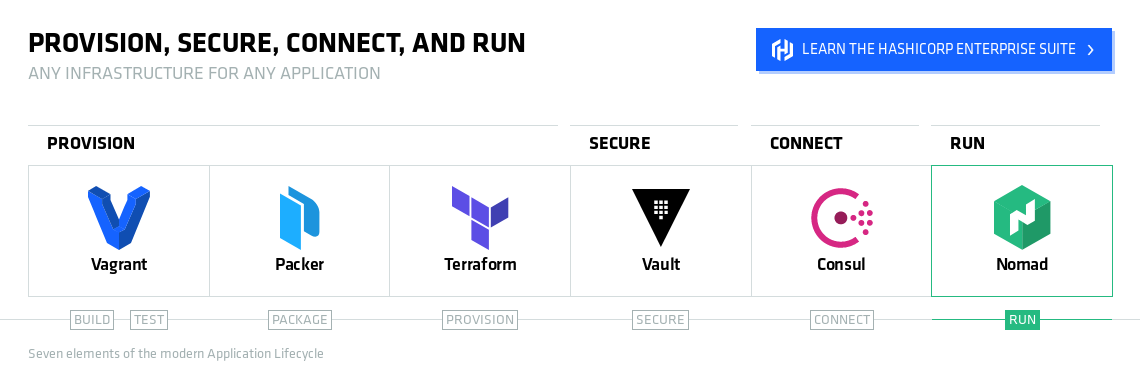 PROVISION, SECURE, CONNECT, AND RUN
ANY INFRASTRUCTURE FOR ANY APPLICATION
LEARN THE HASHICORP ENTERPRISE SUITE
PROVISION SECURE CONNECT RUN
Vagrant Packer Terraform Vault Consul Nomad
BUILD TEST PACKAGE PROVISION SECURE CONNECT RUN
Seven elements of the modern Application Lifecycle